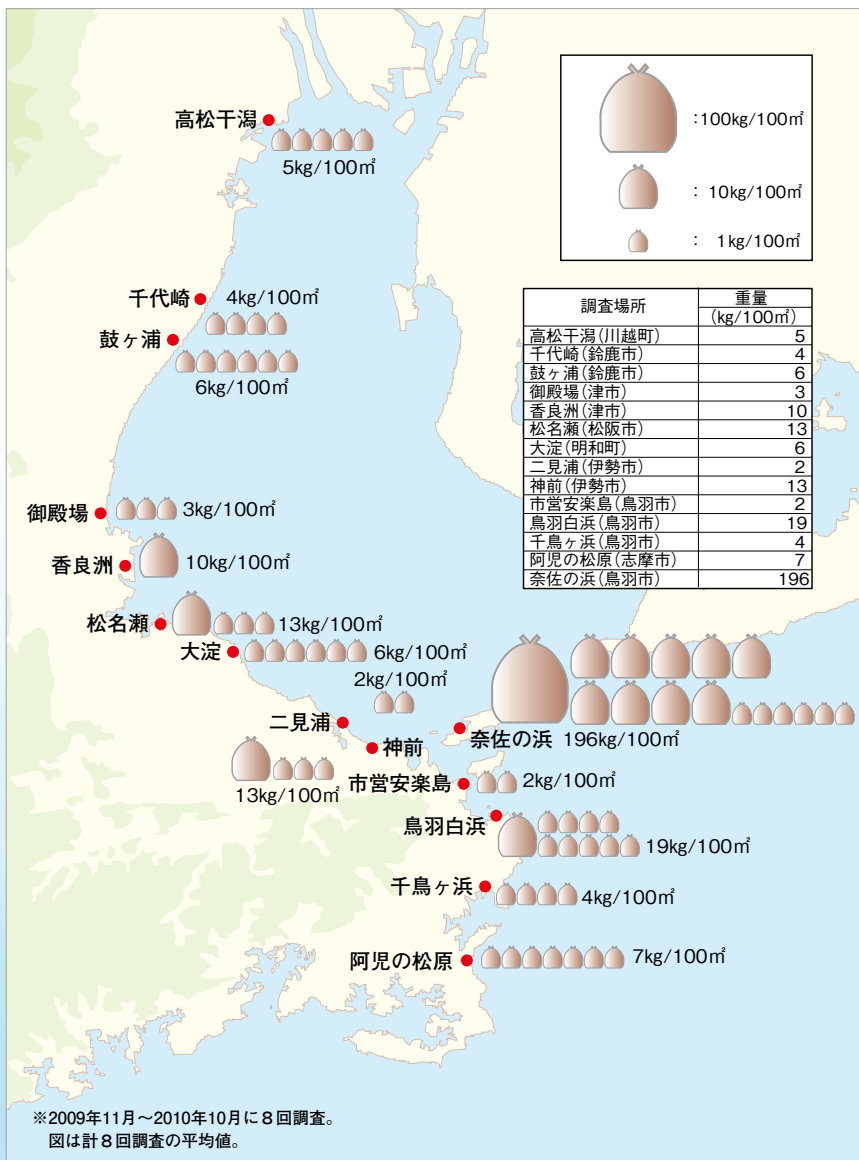 高松干潟
5kg/100㎡
:100kg/100㎡
: 10kg/100㎡
: 1kg/100㎡
千代崎
4kg/100㎡
鼓ヶ浦
6kg/100㎡
調査場所 重量
(kg/100㎡)
高松干潟(川越町) 5
千代崎(鈴鹿市) 4
鼓ヶ浦(鈴鹿市) 6
御殿場(津市) 3
香良洲(津市) 10
松名瀬(松阪市) 13
大淀(明和町) 6
二見浦(伊勢市) 2
神前(伊勢市) 13
市営安楽島(鳥羽市) 2
鳥羽白浜(鳥羽市) 19
千鳥ヶ浜(鳥羽市) 4
阿児の松原(志摩市) 7
奈佐の浜(鳥羽市) 196
御殿場
3kg/100㎡
香良洲
10kg/100㎡
松名瀬
13kg/100㎡
大淀
6kg/100㎡
2kg/100㎡
二見浦
神前
13kg/100㎡
奈佐の浜 196kg/100㎡
市営安楽島
2kg/100㎡
鳥羽白浜
19kg/100㎡
千鳥ヶ浜
4kg/100㎡
阿児の松原
7kg/100㎡
※2009年11月〜2010年10月に8回調査。
図は計8回調査の平均値。